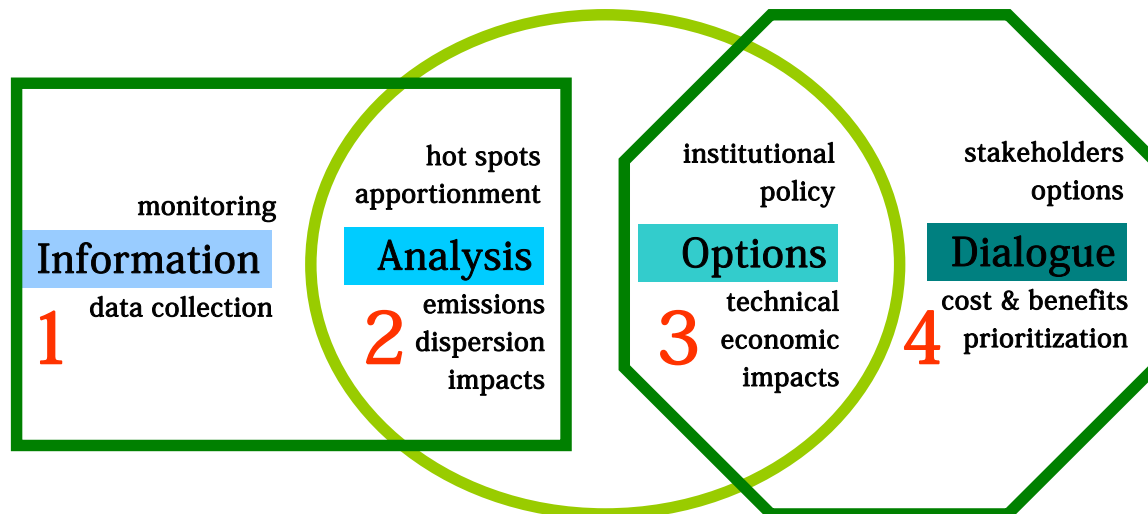 monitoring
Information
data collection
1
hot spots
apportionment
Analysis
emissions
dispersion
impacts
2
institutional
policy
Options
technical
economic
impacts
3
stakeholders
options
Dialogue
cost & benefits
prioritization
4